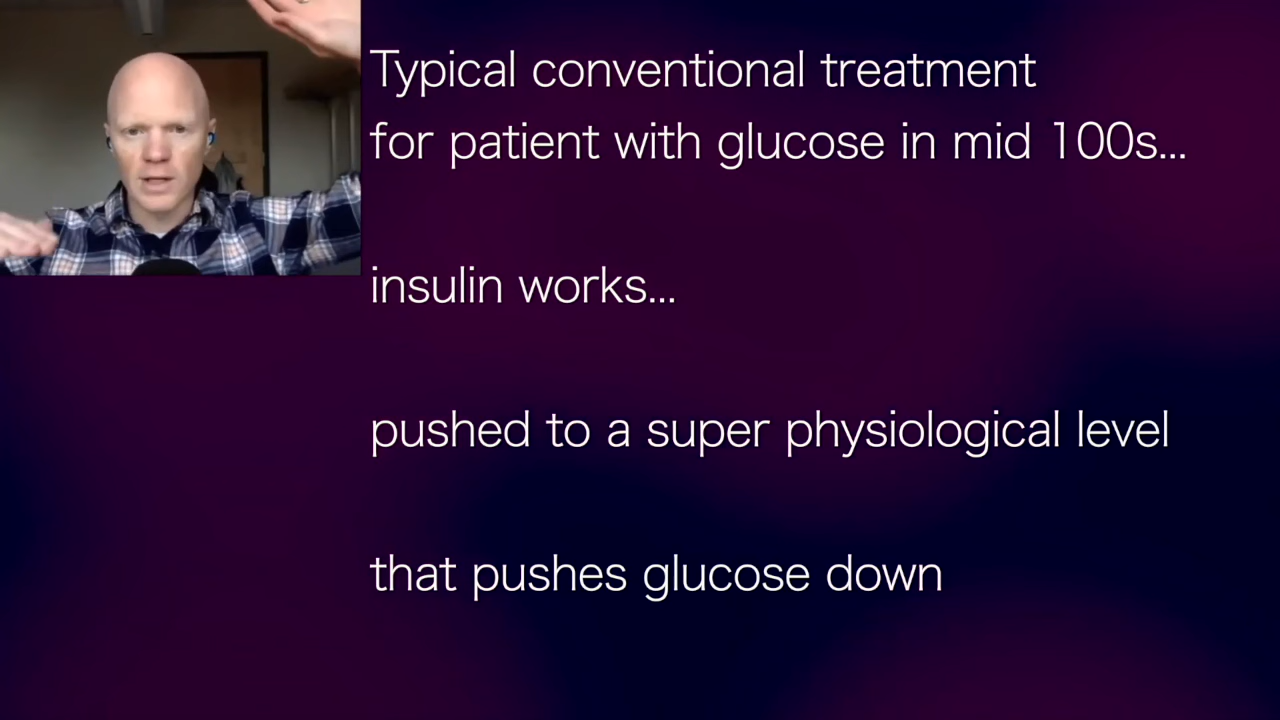 Typical conventional treatment
for patient with glucose in mid 100s...
insulin works...
pushed to a super physiological level
that pushes glucose down